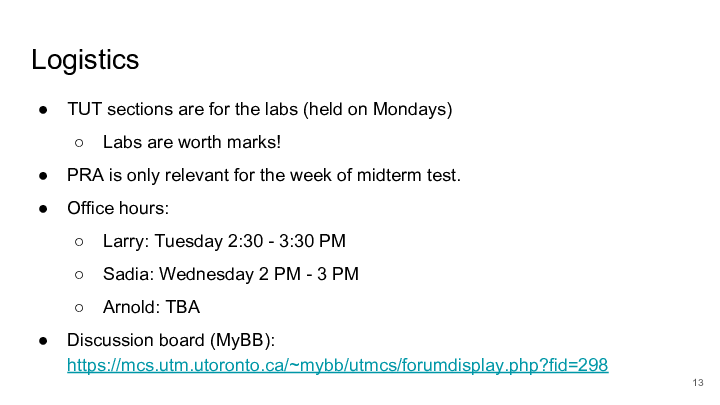 Logistics
● TUT sections are for the labs (held on Mondays)
○ Labs are worth marks!
● PRA is only relevant for the week of midterm test.
● Office hours:
○ Larry: Tuesday 2:30 - 3:30 PM
○ Sadia: Wednesday 2 PM - 3 PM
○ Arnold: TBA
● Discussion board (MyBB):
https://mcs.utm.utoronto.ca/~mybb/utmcs/forumdisplay.php?fid=298
13